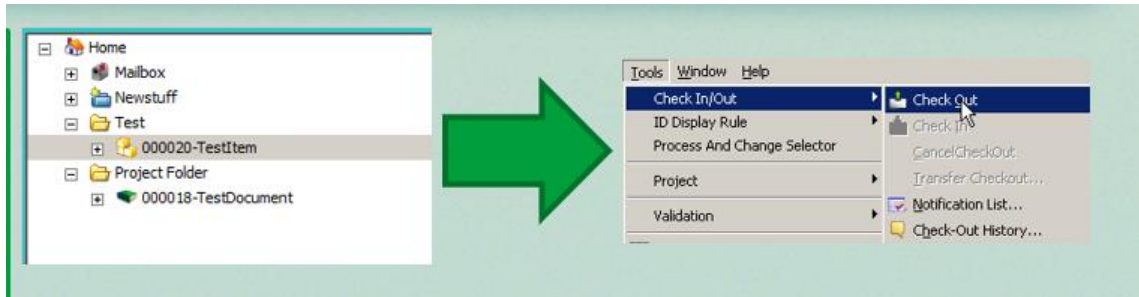 Home
Mailbox
Newstuff
Test
000020-TestItem
Project Folder
000018-TestDocument
Tools Window Help
Check In/Out
ID Display Rule
Process And Change Selector
Project
Validation
Check Out
Check In
CancelCheckOut
Transfer Checkout...
Notification List...
Check-Out History...